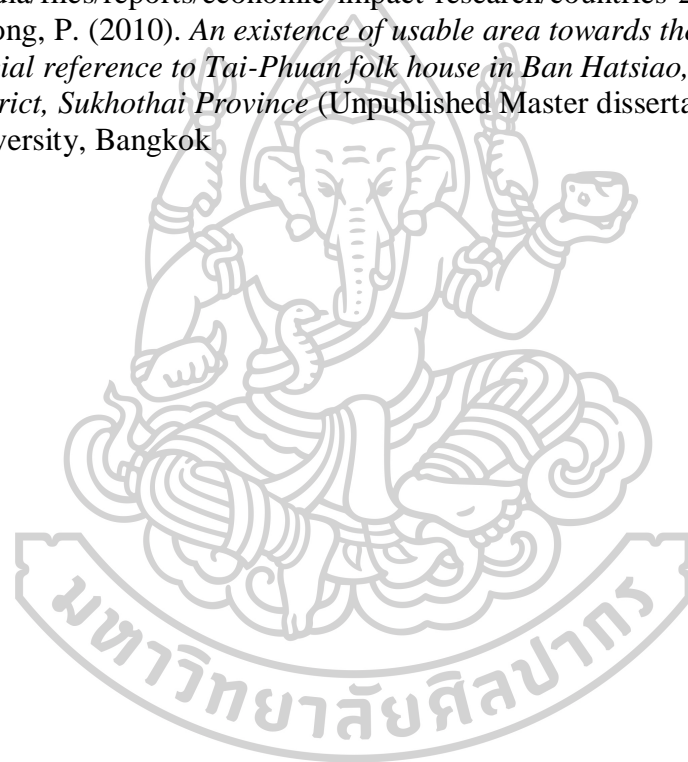 dia/files/reports/economic-impact-research/countries-2
ong, P. (2010). An existence of usable area towards the
ial reference to Tai-Phuan folk house in Ban Hatsiao,
rict, Sukhothai Province (Unpublished Master disserta
versity, Bangkok
มหาวิทยาลัยศิลปากร